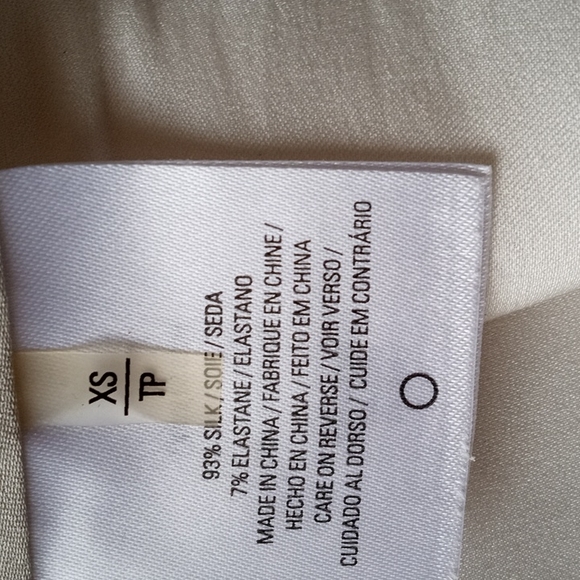 XS
TP
93% SILK / SOIE / SEDA
7% ELASTANE / ELASTANO
MADE IN CHINA / FABRIQUE EN CHINE /
HECHO EN CHINA / FEITO EM CHINA
CARE ON REVERSE / VOIR VERSO /
CUIDADO AL DORSO / CUIDE EM CONTRÁRIO